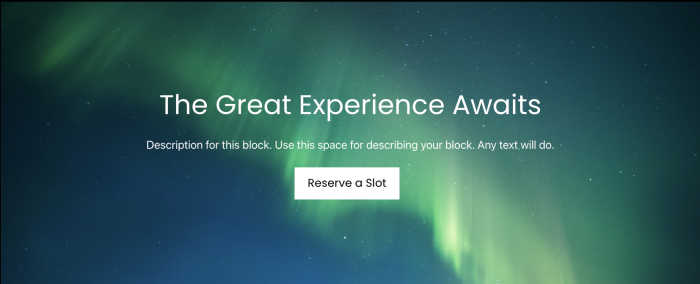 The Great Experience Awaits
Description for this block. Use this space for describing your block. Any text will do.
Reserve a Slot